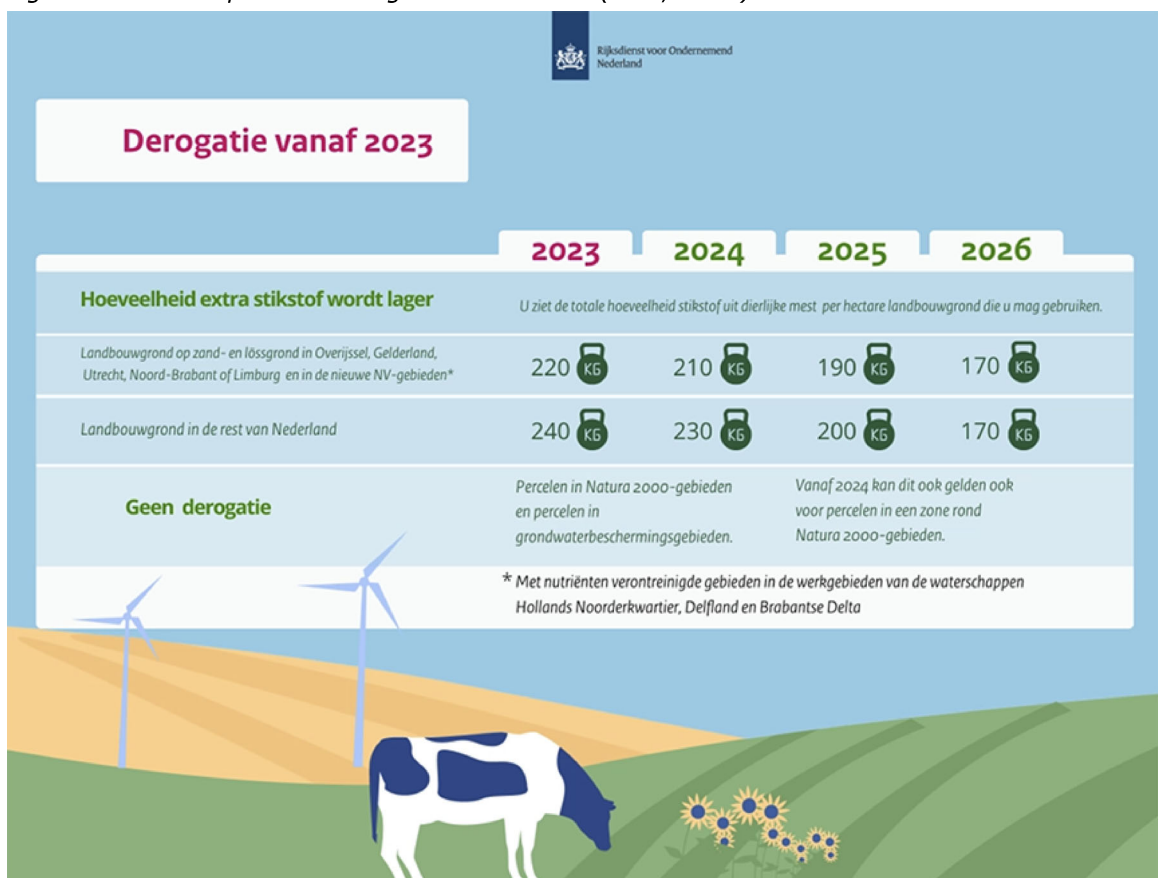 Rijksdienst voor Ondernemend
Nederland
Derogatie vanaf 2023
2023 2024 2025 2026
Hoeveelheid extra stikstof wordt lager
U ziet de totale hoeveelheid stikstof uit dierlijke mest per hectare landbouwgrond die u mag gebruiken.
Landbouwgrond op zand- en lössgrond in Overijssel, Gelderland,
Utrecht, Noord-Brabant of Limburg en in de nieuwe NV-gebieden*
220 KG 210 KG 190 KG 170 KG
Landbouwgrond in de rest van Nederland
240 KG 230 KG 200 KG 170 KG
Geen derogatie
Percelen in Natura 2000-gebieden
en percelen in
grondwaterbeschermingsgebieden.
Vanaf 2024 kan dit ook gelden ook
voor percelen in een zone rond
Natura 2000-gebieden.
* Met nutriënten verontreinigde gebieden in de werkgebieden van de waterschappen
Hollands Noorderkwartier, Delfland en Brabantse Delta